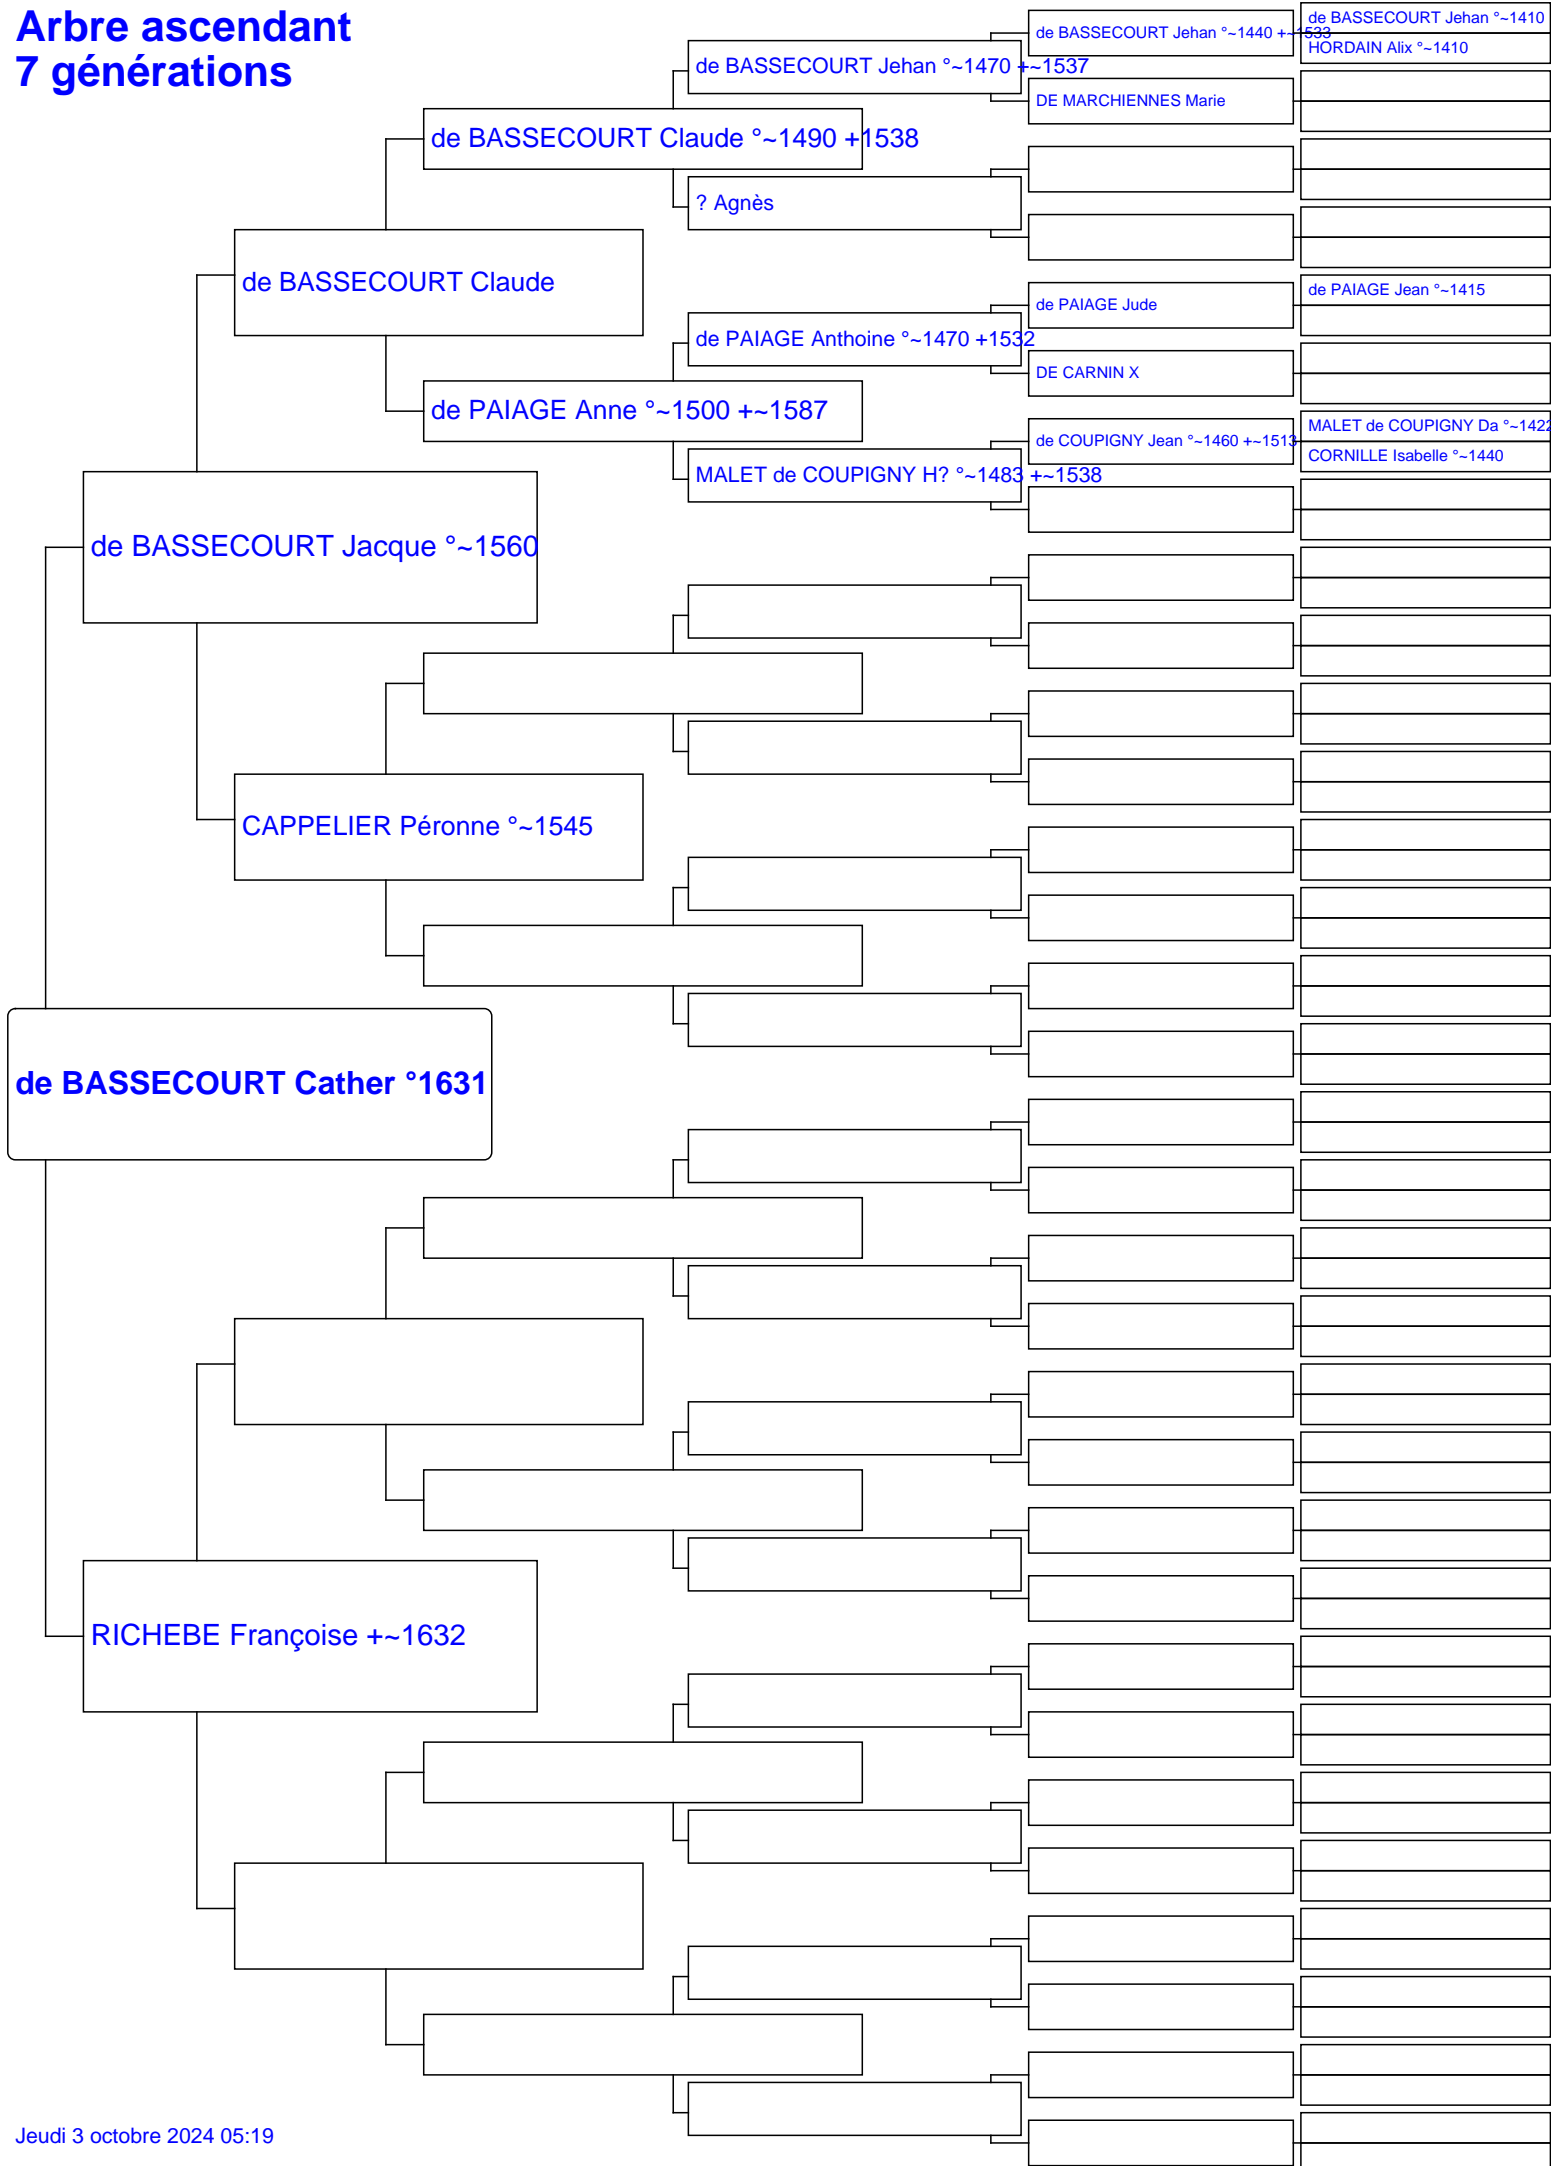 Arbre ascendant
7 générations
de BASSECOURT Jehan °~1410
de BASSECOURT Jehan °~1440 +~1533
HORDAIN Alix °~1410
de BASSECOURT Jehan °~1470 +~1537
DE MARCHIENNES Marie
de BASSECOURT Claude °~1490 +1538
? Agnès
de BASSECOURT Claude
de PAIAGE Jean °~1415
de PAIAGE Jude
de PAIAGE Anthoine °~1470 +1532
DE CARNIN X
de PAIAGE Anne °~1500 +~1587
MALET de COUPIGNY Da °~1422
de COUPIGNY Jean °~1460 +~1513
CORNILLE Isabelle °~1440
MALET de COUPIGNY H? °~1483 +~1538
de BASSECOURT Jacque °~1560
CAPPELIER Péronne °~1545
de BASSECOURT Cather °1631
RICHEBE Françoise +~1632
Jeudi 3 octobre 2024 05:19